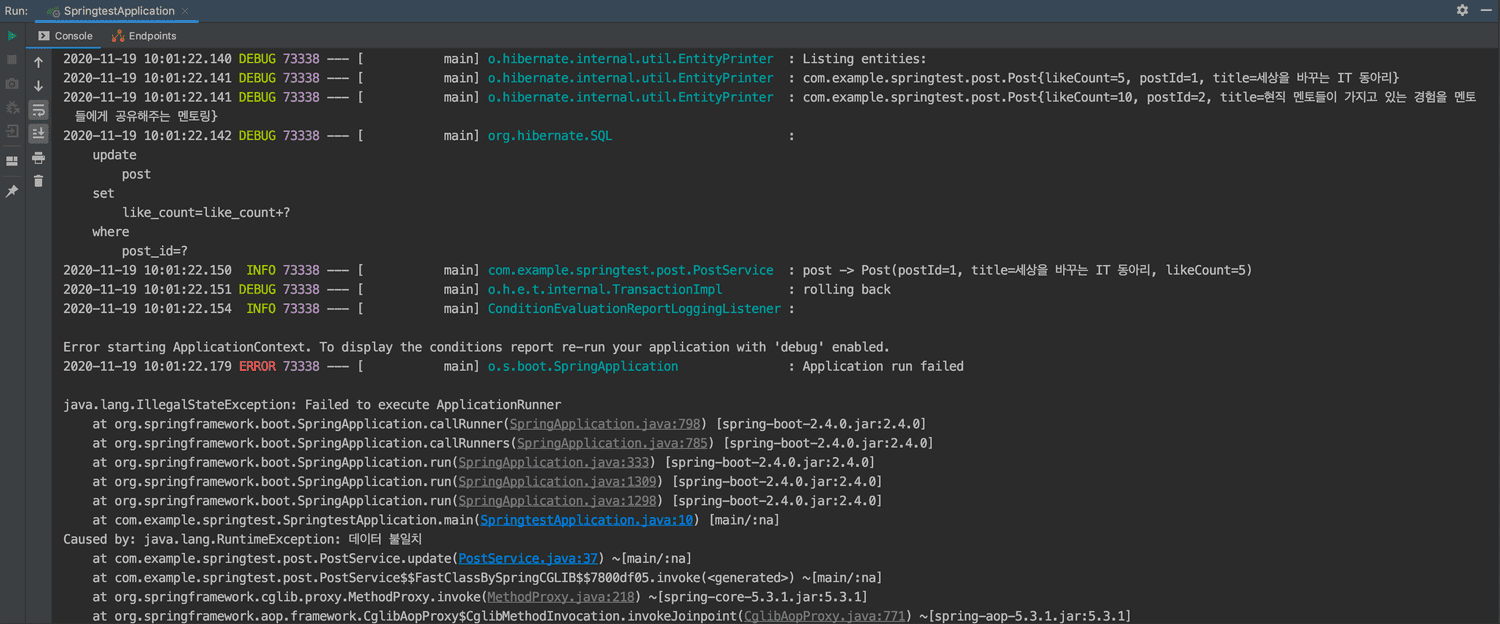 Run: SpringtestApplication
Console Endpoints
2020-11-19 10:01:22.140 DEBUG 73338 --- [ main] o.hibernate.internal.util.EntityPrinter : Listing entities:
2020-11-19 10:01:22.141 DEBUG 73338 --- [ main] o.hibernate.internal.util.EntityPrinter : com.example.springtest.post.Post{likeCount=5, postId=1, title=세상을 바꾸는 IT 동아리}
2020-11-19 10:01:22.141 DEBUG 73338 --- [ main] o.hibernate.internal.util.EntityPrinter : com.example.springtest.post.Post{likeCount=10, postId=2, title=현직 멘토들이 가지고 있는 경험을 멘토
들에게 공유해주는 멘토링}
2020-11-19 10:01:22.142 DEBUG 73338 --- [ main] org.hibernate.SQL :
update
post
set
like_count=like_count+?
where
post_id=?
2020-11-19 10:01:22.150 INFO 73338 --- [ main] com.example.springtest.post.PostService : post -> Post(postId=1, title=세상을 바꾸는 IT 동아리, likeCount=5)
2020-11-19 10:01:22.151 DEBUG 73338 --- [ main] o.h.e.t.internal.TransactionImpl : rolling back
2020-11-19 10:01:22.154 INFO 73338 --- [ main] ConditionEvaluationReportLoggingListener :
Error starting ApplicationContext. To display the conditions report re-run your application with 'debug' enabled.
2020-11-19 10:01:22.179 ERROR 73338 --- [ main] o.s.boot.SpringApplication : Application run failed
java.lang.IllegalStateException: Failed to execute ApplicationRunner
at org.springframework.boot.SpringApplication.callRunner(SpringApplication.java:798) [spring-boot-2.4.0.jar:2.4.0]
at org.springframework.boot.SpringApplication.callRunners(SpringApplication.java:785) [spring-boot-2.4.0.jar:2.4.0]
at org.springframework.boot.SpringApplication.run(SpringApplication.java:333) [spring-boot-2.4.0.jar:2.4.0]
at org.springframework.boot.SpringApplication.run(SpringApplication.java:1309) [spring-boot-2.4.0.jar:2.4.0]
at org.springframework.boot.SpringApplication.run(SpringApplication.java:1298) [spring-boot-2.4.0.jar:2.4.0]
at com.example.springtest.SpringtestApplication.main(SpringtestApplication.java:10) [main/:na]
Caused by: java.lang.RuntimeException: 데이터 불일치
at com.example.springtest.post.PostService.update(PostService.java:37) ~[main/:na]
at com.example.springtest.post.PostService$$FastClassBySpringCGLIB$$7800df05.invoke(<generated>) ~[main/:na]
at org.springframework.cglib.proxy.MethodProxy.invoke(MethodProxy.java:218) ~[spring-core-5.3.1.jar:5.3.1]
at org.springframework.aop.framework.CglibAopProxy$CglibMethodInvocation.invokeJoinpoint(CglibAopProxy.java:771) ~[spring-aop-5.3.1.jar:5.3.1]